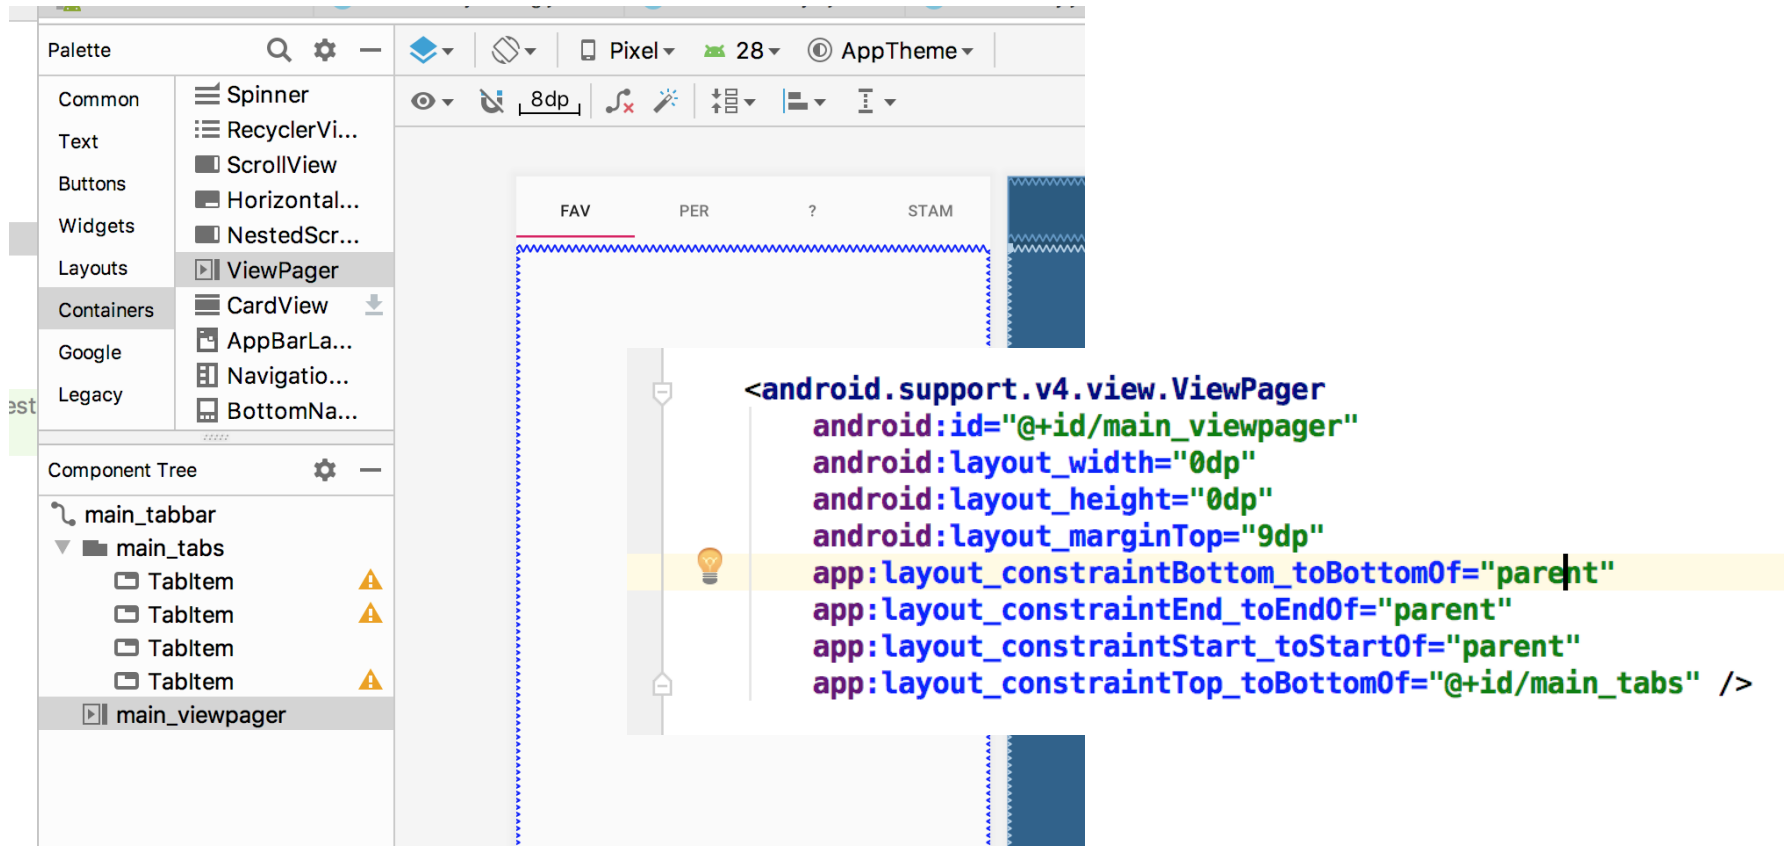 Palette
Pixel
28
AppTheme
8dp
Common
Text
Buttons
Widgets
Layouts
Containers
Google
Legacy
Spinner
RecyclerVi...
ScrollView
Horizontal...
NestedScr...
ViewPager
CardView
AppBarLa...
Navigatio...
BottomNa...
est
Component Tree
main_tabbar
main_tabs
TabItem
TabItem
TabItem
TabItem
main_viewpager
FAV PER ? STAM
<android.support.v4.view.ViewPager
android:id="@+id/main_viewpager"
android:layout_width="0dp"
android:layout_height="0dp"
android:layout_marginTop="9dp"
app:layout_constraintBottom_toBottomOf="parent"
app:layout_constraintEnd_toEndOf="parent"
app:layout_constraintStart_toStartOf="parent"
app:layout_constraintTop_toBottomOf="@+id/main_tabs" />